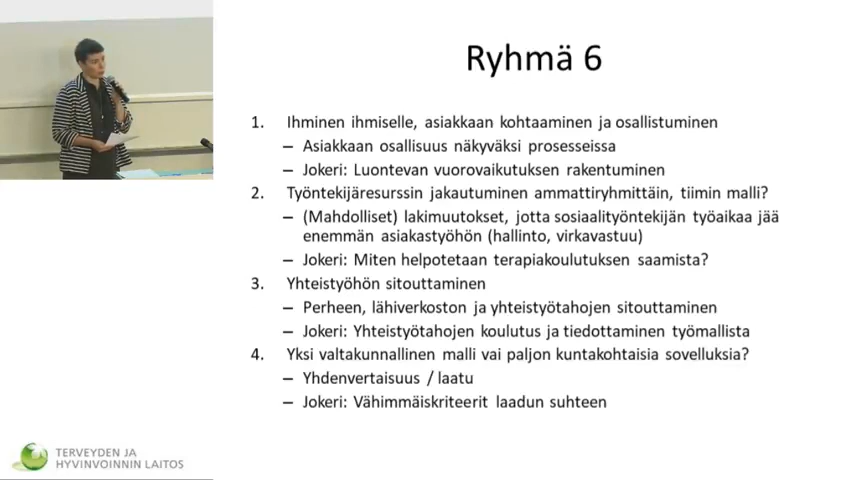 Ryhmä 6
1. Ihminen ihmiselle, asiakkaan kohtaaminen ja osallistuminen
– Asiakkaan osallisuus näkyväksi prosesseissa
– Jokeri: Luontevan vuorovaikutuksen rakentuminen
2. Työntekijäresurssin jakautuminen ammattiryhmittäin, tiimin malli?
– (Mahdolliset) lakimuutokset, jotta sosiaalityöntekijän työaikaa jää
enemmän asiakastyöhön (hallinto, virkavastuu)
– Jokeri: Miten helpotetaan terapiakoulutuksen saamista?
3. Yhteistyöhön sitouttaminen
– Perheen, lähiverkoston ja yhteistyötahojen sitouttaminen
– Jokeri: Yhteistyötahojen koulutus ja tiedottaminen työmallista
4. Yksi valtakunnallinen malli vai paljon kuntakohtaisia sovelluksia?
– Yhdenvertaisuus / laatu
– Jokeri: Vähimmäiskriteerit laadun suhteen
TERVEYDEN JA
HYVINVOINNIN LAITOS